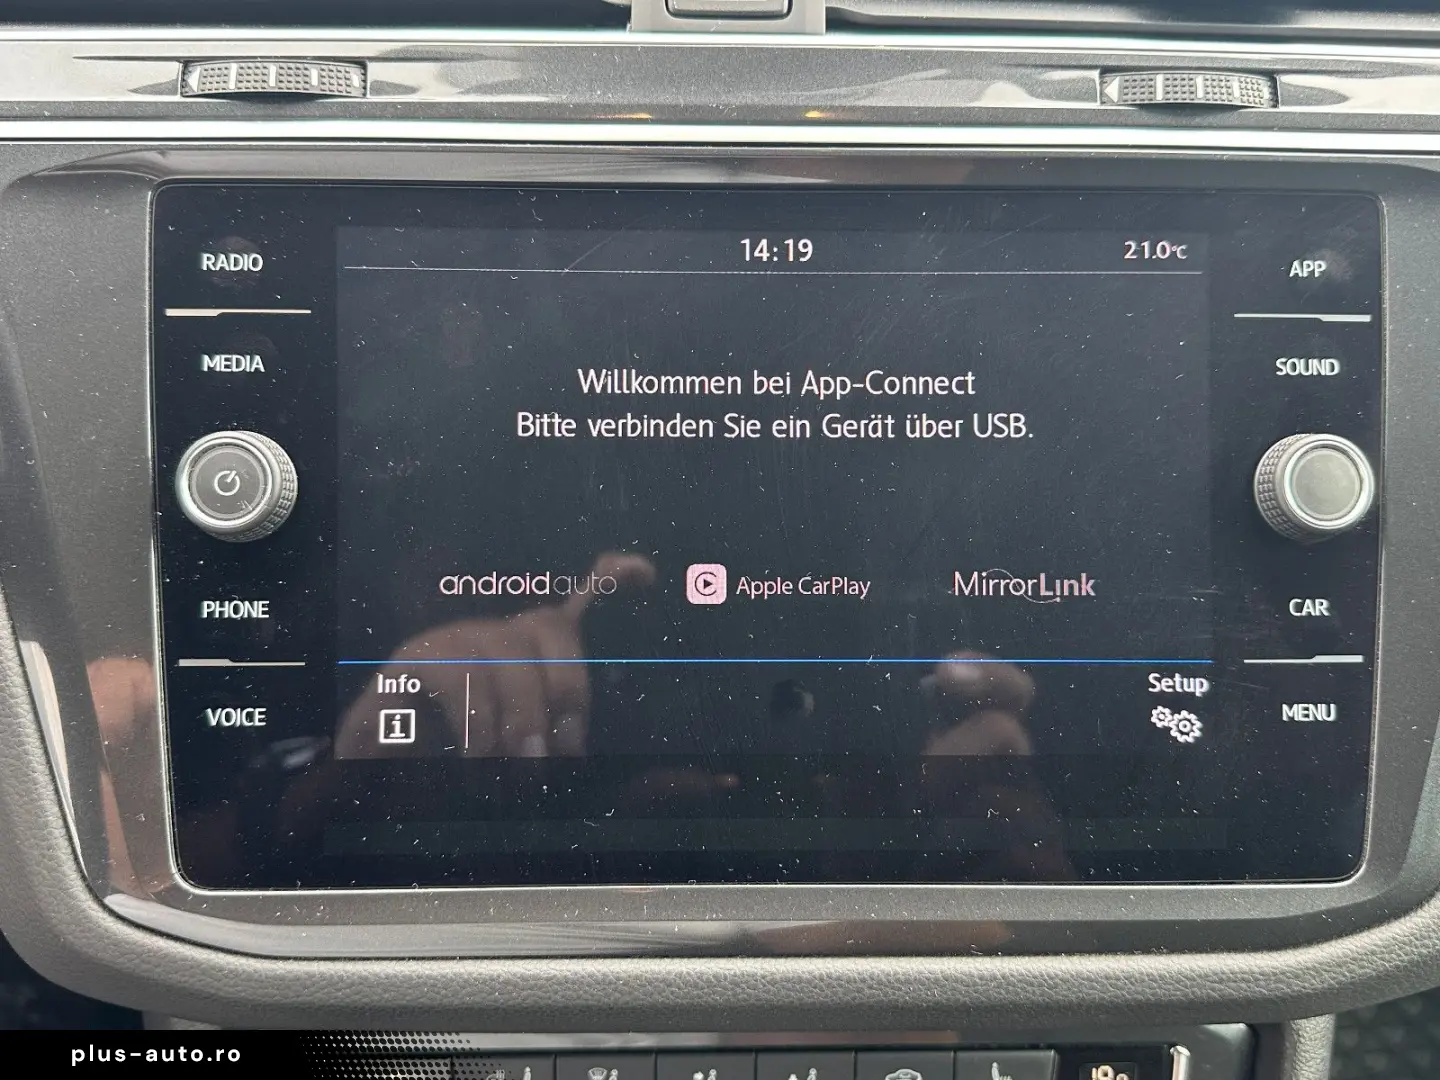 14:19
21.0°C
RADIO
MEDIA
PHONE
VOICE
APP
SOUND
CAR
MENU
Willkommen bei App-Connect
Bitte verbinden Sie ein Gerät über USB.
androidauto
Apple CarPlay
MirrorLink
Info
i
Setup
plus-auto.ro